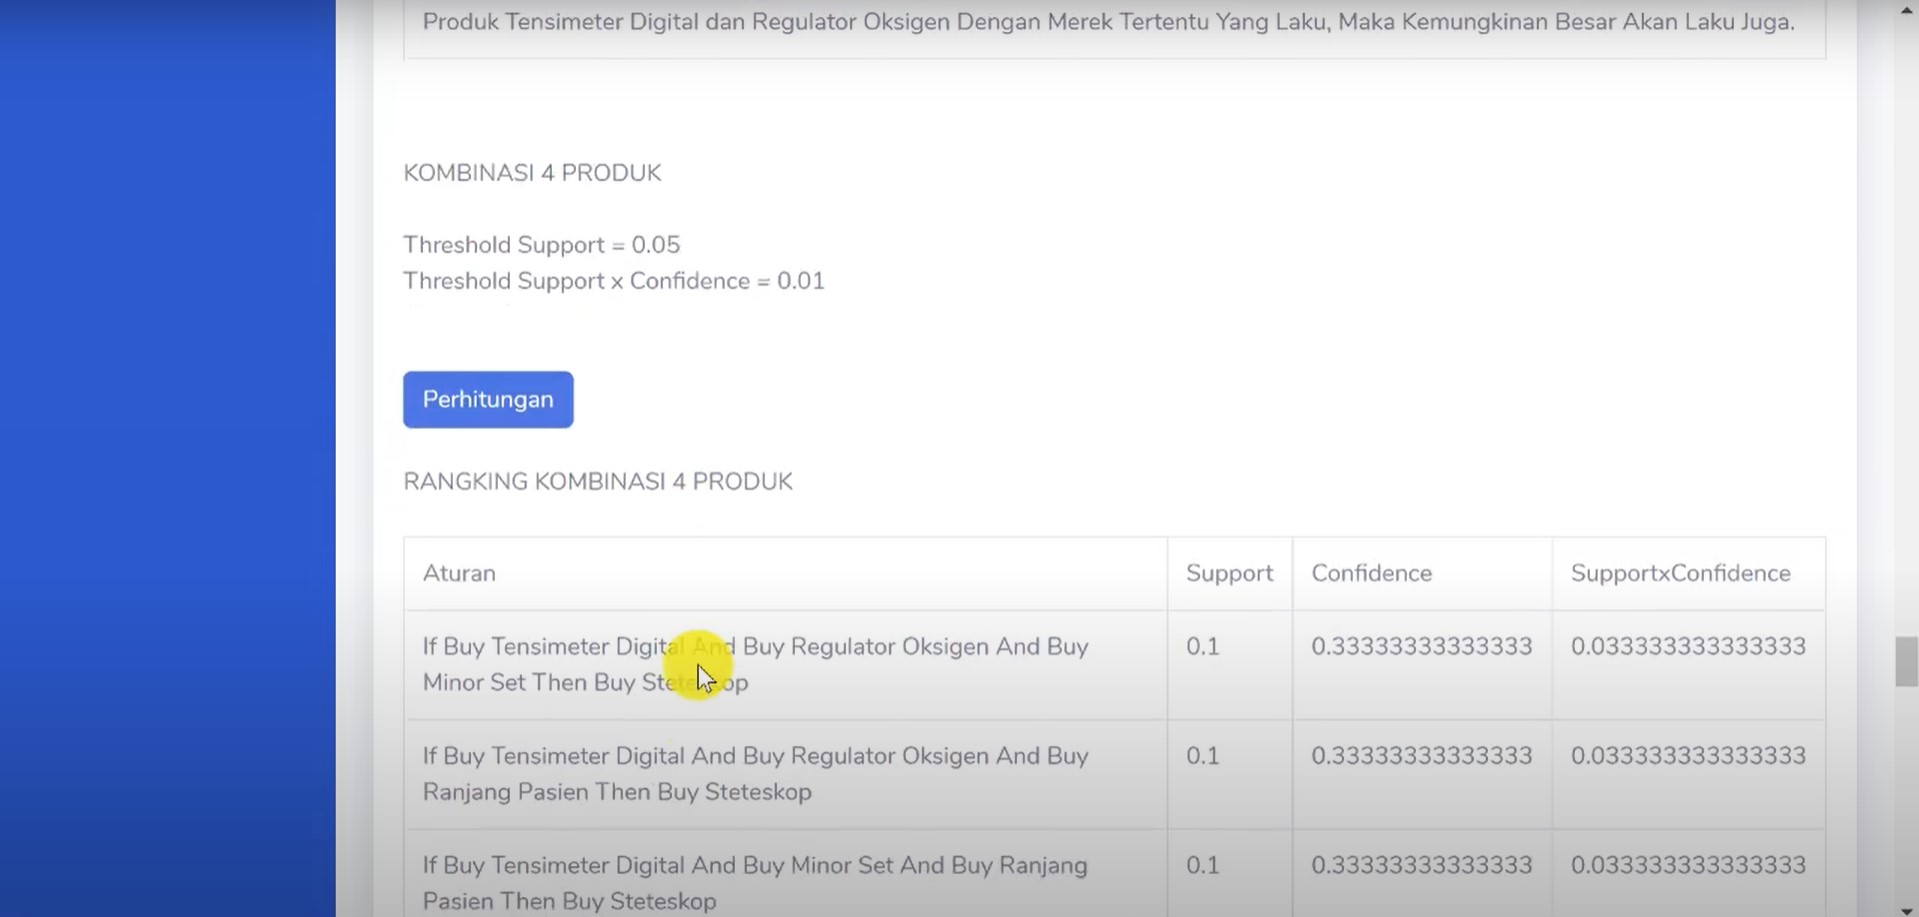 Produk Tensimeter Digital dan Regulator Oksigen Dengan Merek Tertentu Yang Laku, Maka Kemungkinan Besar Akan Laku Juga.
KOMBINASI 4 PRODUK
Threshold Support = 0.05
Threshold Support x Confidence = 0.01
Perhitungan
RANGKING KOMBINASI 4 PRODUK
Aturan Support Confidence SupportxConfidence
If Buy Tensimeter Digital And Buy Regulator Oksigen And Buy 0.1 0.33333333333333 0.033333333333333
Minor Set Then Buy Steteskop
If Buy Tensimeter Digital And Buy Regulator Oksigen And Buy 0.1 0.33333333333333 0.033333333333333
Ranjang Pasien Then Buy Steteskop
If Buy Tensimeter Digital And Buy Minor Set And Buy Ranjang 0.1 0.33333333333333 0.033333333333333
Pasien Then Buy Steteskop